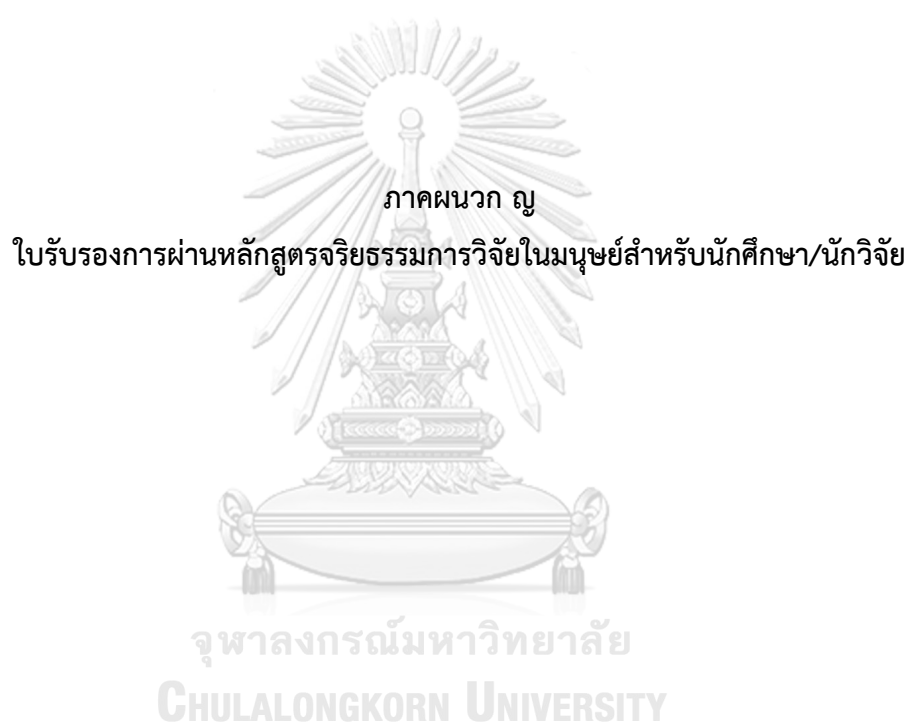 ภาคผนวก ญ
ใบรับรองการผ่านหลักสูตรจริยธรรมการวิจัยในมนุษย์สำหรับนักศึกษา/นักวิจัย
จุฬาลงกรณ์มหาวิทยาลัย
CHULALONGKORN UNIVERSITY